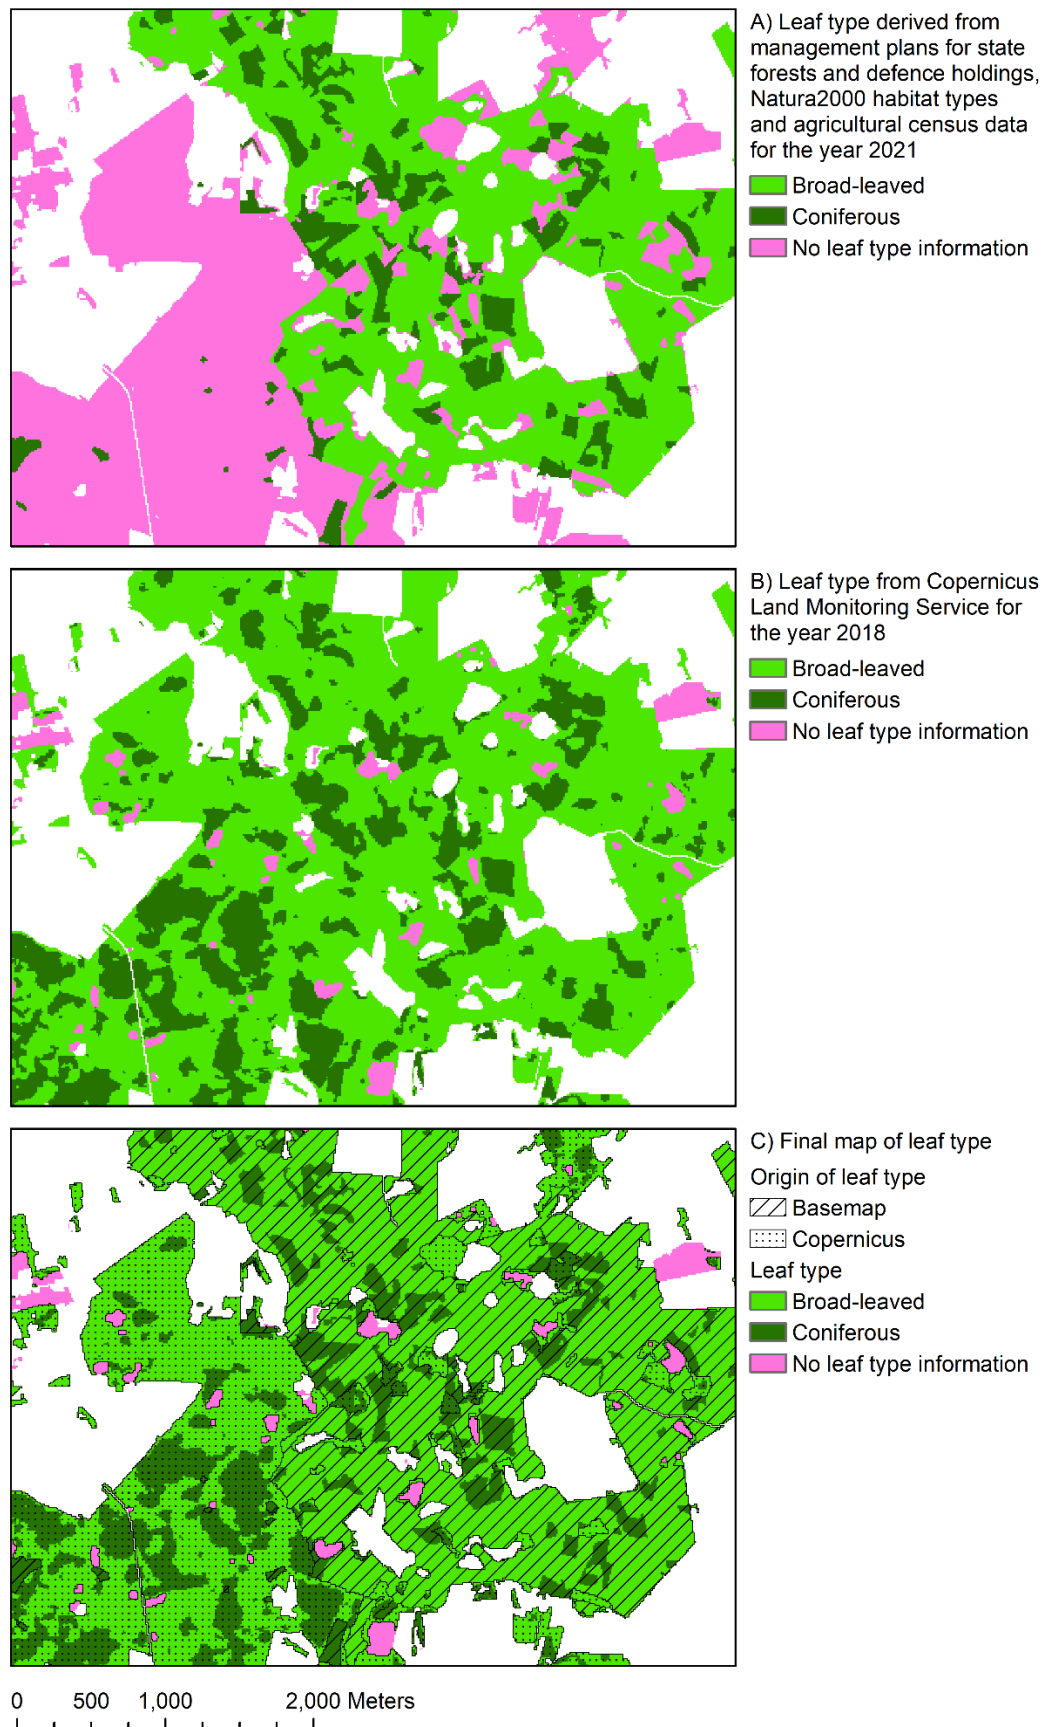 A) Leaf type derived from
management plans for state
forests and defence holdings,
Natura2000 habitat types
and agricultural census data
for the year 2021
Broad-leaved
Coniferous
No leaf type information
B) Leaf type from Copernicus
Land Monitoring Service for
the year 2018
Broad-leaved
Coniferous
No leaf type information
C) Final map of leaf type
Origin of leaf type
Basemap
Copernicus
Leaf type
Broad-leaved
Coniferous
No leaf type information
0 500 1,000 2,000 Meters